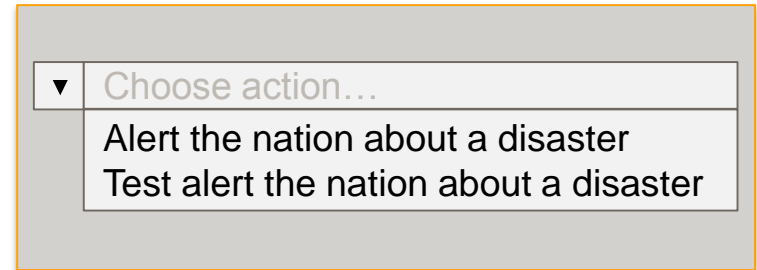 ▼ Choose action…
Alert the nation about a disaster
Test alert the nation about a disaster